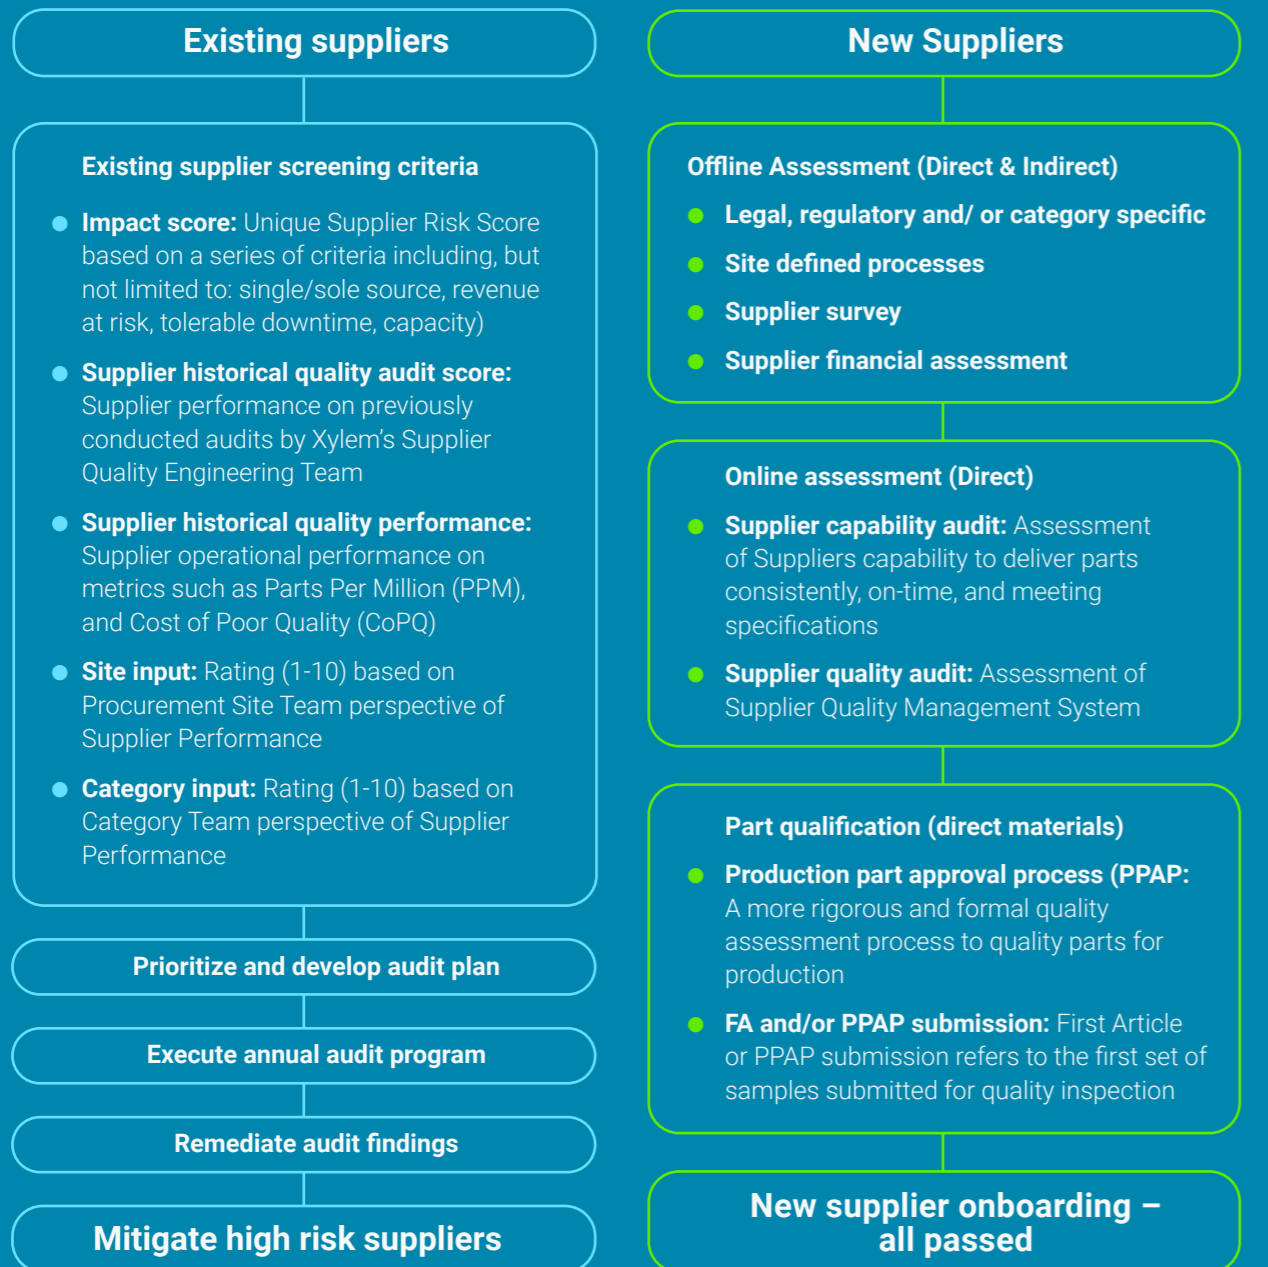 Existing suppliers
Existing supplier screening criteria
Impact score: Unique Supplier Risk Score
based on a series of criteria including, but
not limited to: single/sole source, revenue
at risk, tolerable downtime, capacity)
Supplier historical quality audit score:
Supplier performance on previously
conducted audits by Xylem’s Supplier
Quality Engineering Team
Supplier historical quality performance:
Supplier operational performance on
metrics such as Parts Per Million (PPM),
and Cost of Poor Quality (CoPQ)
Site input: Rating (1-10) based on
Procurement Site Team perspective of
Supplier Performance
Category input: Rating (1-10) based on
Category Team perspective of Supplier
Performance
Prioritize and develop audit plan
Execute annual audit program
Remediate audit findings
Mitigate high risk suppliers
New Suppliers
Offline Assessment (Direct & Indirect)
Legal, regulatory and/ or category specific
Site defined processes
Supplier survey
Supplier financial assessment
Online assessment (Direct)
Supplier capability audit: Assessment
of Suppliers capability to deliver parts
consistently, on-time, and meeting
specifications
Supplier quality audit: Assessment of
Supplier Quality Management System
Part qualification (direct materials)
Production part approval process (PPAP:
A more rigorous and formal quality
assessment process to quality parts for
production
FA and/or PPAP submission: First Article
or PPAP submission refers to the first set of
samples submitted for quality inspection
New supplier onboarding –
all passed